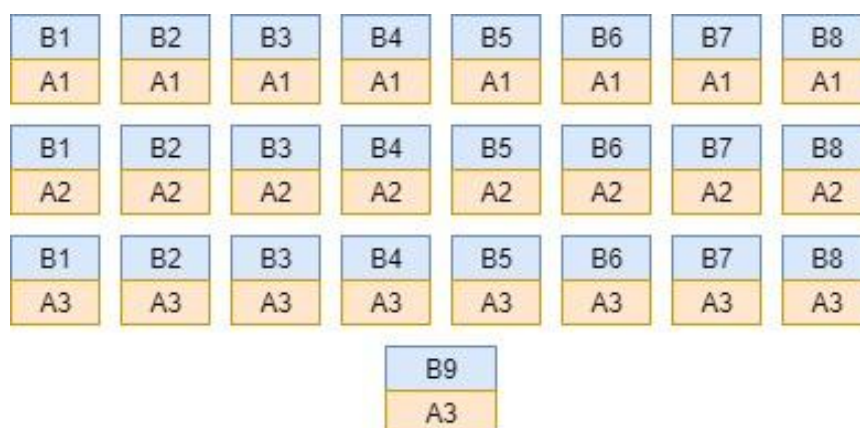 B1 B2 B3 B4 B5 B6 B7 B8
A1 A1 A1 A1 A1 A1 A1 A1
B1 B2 B3 B4 B5 B6 B7 B8
A2 A2 A2 A2 A2 A2 A2 A2
B1 B2 B3 B4 B5 B6 B7 B8
A3 A3 A3 A3 A3 A3 A3 A3
B9
A3